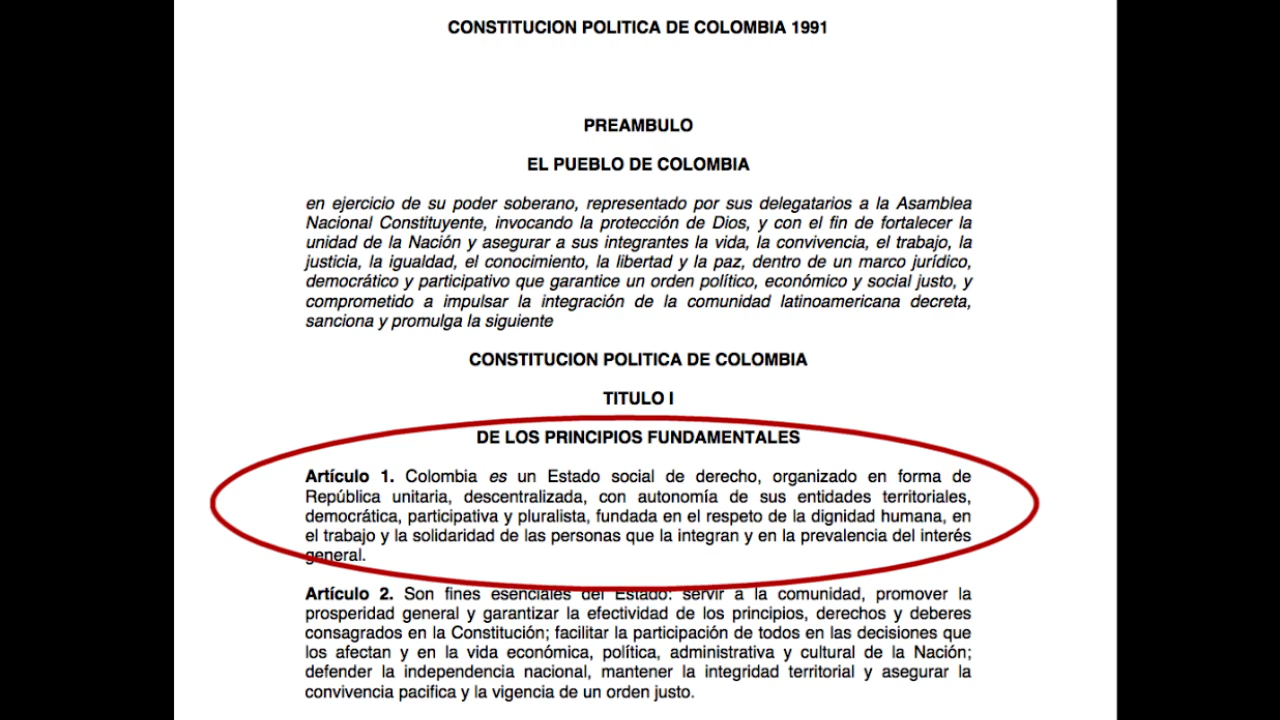 CONSTITUCION POLITICA DE COLOMBIA 1991
PREAMBULO
EL PUEBLO DE COLOMBIA
en ejercicio de su poder soberano, representado por sus delegatarios a la Asamblea
Nacional Constituyente, invocando la protección de Dios, y con el fin de fortalecer la
unidad de la Nación y asegurar a sus integrantes la vida, la convivencia, el trabajo, la
justicia, la igualdad, el conocimiento, la libertad y la paz, dentro de un marco jurídico,
democrático y participativo que garantice un orden político, económico y social justo, y
comprometido a impulsar la integración de la comunidad latinoamericana decreta,
sanciona y promulga la siguiente
CONSTITUCION POLITICA DE COLOMBIA
TITULO I
DE LOS PRINCIPIOS FUNDAMENTALES
Artículo 1. Colombia es un Estado social de derecho, organizado en forma de
República unitaria, descentralizada, con autonomía de sus entidades territoriales,
democrática, participativa y pluralista, fundada en el respeto de la dignidad humana, en
el trabajo y la solidaridad de las personas que la integran y en la prevalencia del interés
general.
Artículo 2. Son fines esenciales del Estado: servir a la comunidad, promover la
prosperidad general y garantizar la efectividad de los principios, derechos y deberes
consagrados en la Constitución; facilitar la participación de todos en las decisiones que
los afectan y en la vida económica, política, administrativa y cultural de la Nación;
defender la independencia nacional, mantener la integridad territorial y asegurar la
convivencia pacifica y la vigencia de un orden justo.